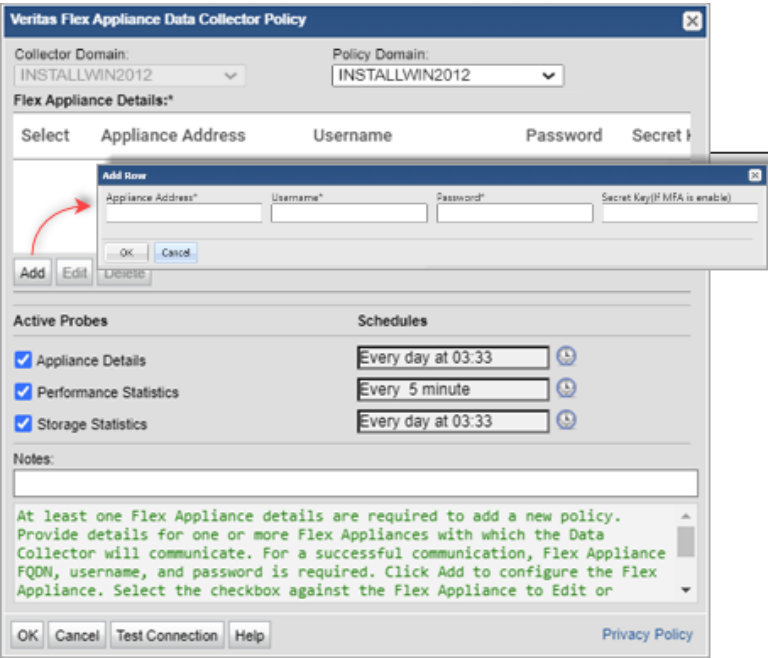 Veritas Flex Appliance Data Collector Policy
Collector Domain: Policy Domain:
INSTALLWIN2012 INSTALLWIN2012
Flex Appliance Details:*
Select Appliance Address Username Password Secret K
Add Row
Appliance Address* Username* Password* Secret Key(If MFA is enable)
OK Cancel
Add Edit Delete
Active Probes Schedules
Appliance Details Every day at 03:33
Performance Statistics Every 5 minute
Storage Statistics Every day at 03:33
Notes:
At least one Flex Appliance details are required to add a new policy.
Provide details for one or more Flex Appliances with which the Data
Collector will communicate. For a successful communication, Flex Appliance
FQDN, username, and password is required. Click Add to configure the Flex
Appliance. Select the checkbox against the Flex Appliance to Edit or
OK Cancel Test Connection Help Privacy Policy